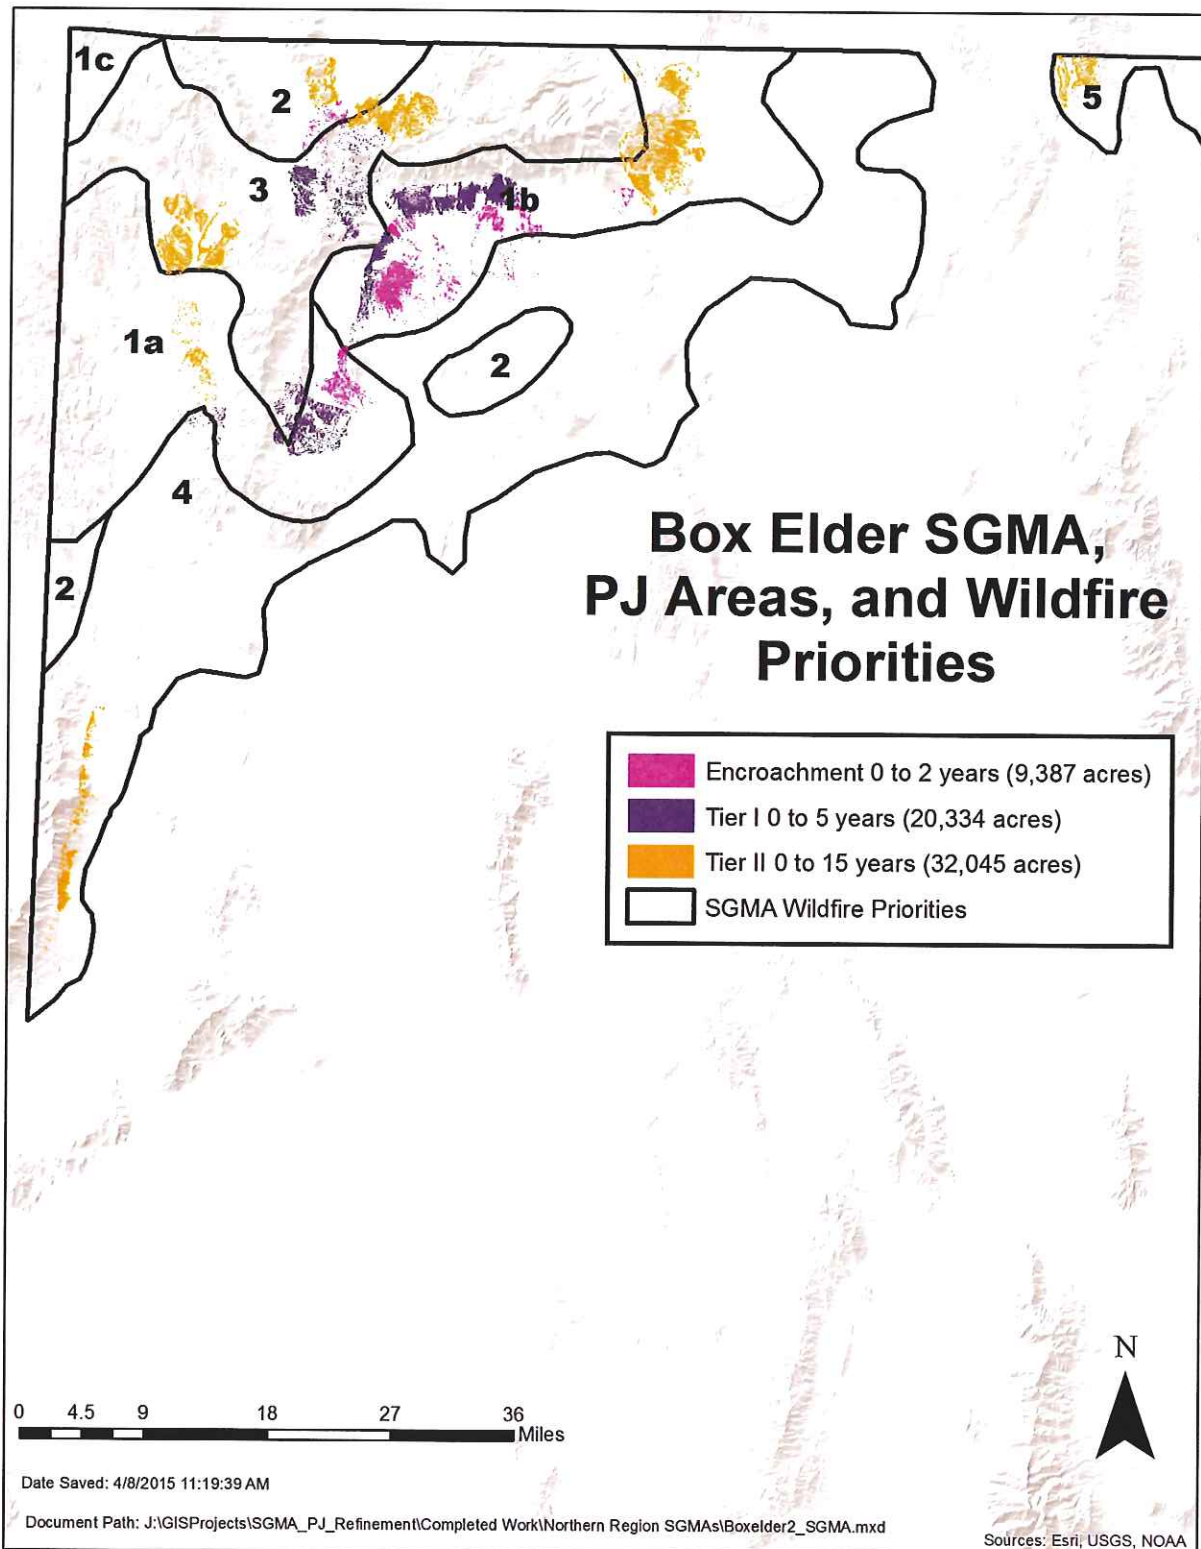 1c
2
5
3
1b
1a
2
4
2
Box Elder SGMA,
PJ Areas, and Wildfire
Priorities
Encroachment 0 to 2 years (9,387 acres)
Tier I 0 to 5 years (20,334 acres)
Tier II 0 to 15 years (32,045 acres)
SGMA Wildfire Priorities
N
0 4.5 9 18 27 36
Miles
Date Saved: 4/8/2015 11:19:39 AM
Document Path: J:\GISProjects\SGMA_PJ_Refinement\Completed Work\Northern Region SGMAs\Boxelder2_SGMA.mxd
Sources: Esri, USGS, NOAA